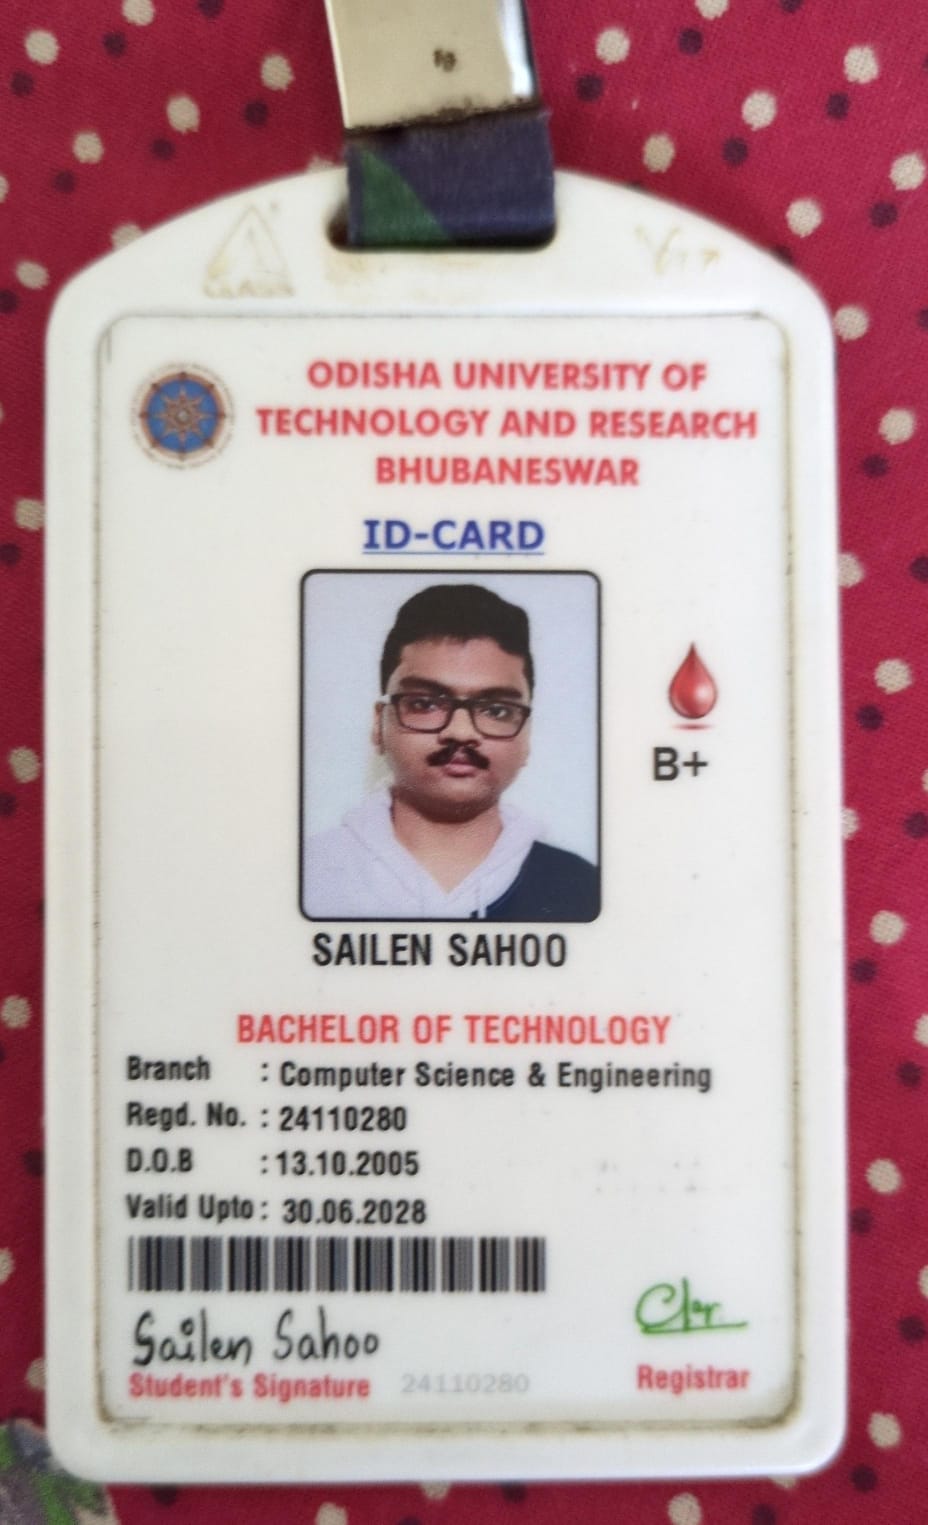 ODISHA UNIVERSITY OF
TECHNOLOGY AND RESEARCH
BHUBANESWAR
ID-CARD
B+
SAILEN SAHOO
BACHELOR OF TECHNOLOGY
Branch : Computer Science & Engineering
Regd. No. : 24110280
D.O.B : 13.10.2005
Valid Upto : 30.06.2028
Sailen Sahoo
Student's Signature 24110280
Registrar